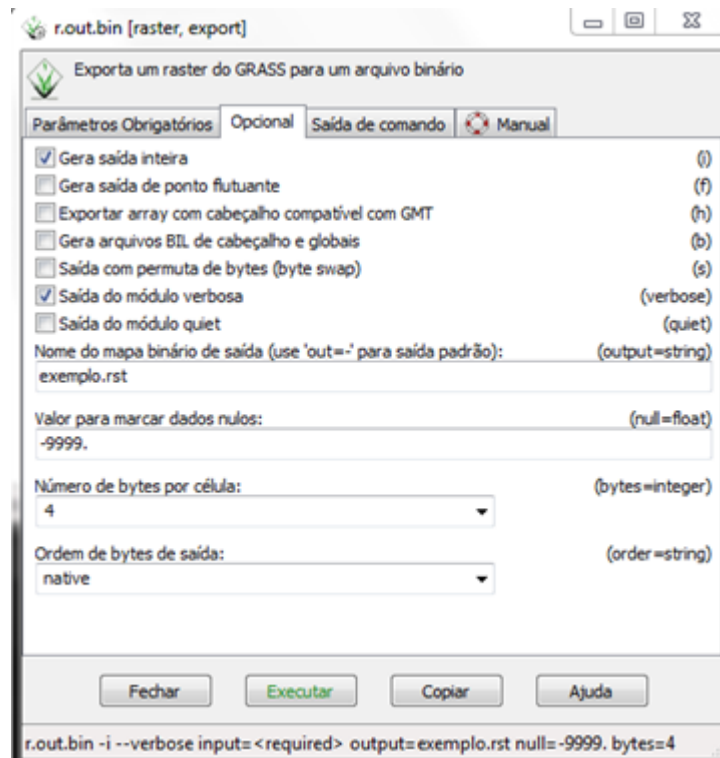 r.out.bin [raster, export]
Exporta um raster do GRASS para um arquivo binário
Parâmetros Obrigatórios Opcional Saída de comando Manual
Gera saída inteira (i)
Gera saída de ponto flutuante (f)
Exportar array com cabeçalho compatível com GMT (h)
Gera arquivos BIL de cabeçalho e globais (b)
Saída com permuta de bytes (byte swap) (s)
Saída do módulo verbosa (verbose)
Saída do módulo quiet (quiet)
Nome do mapa binário de saída (use 'out=-' para saída padrão): (output=string)
exemplo.rst
Valor para marcar dados nulos: (null=float)
-9999.
Número de bytes por célula: (bytes=integer)
4
Ordem de bytes de saída: (order=string)
native
Fechar Executar Copiar Ajuda
r.out.bin -i --verbose input=<required> output=exemplo.rst null=-9999. bytes=4